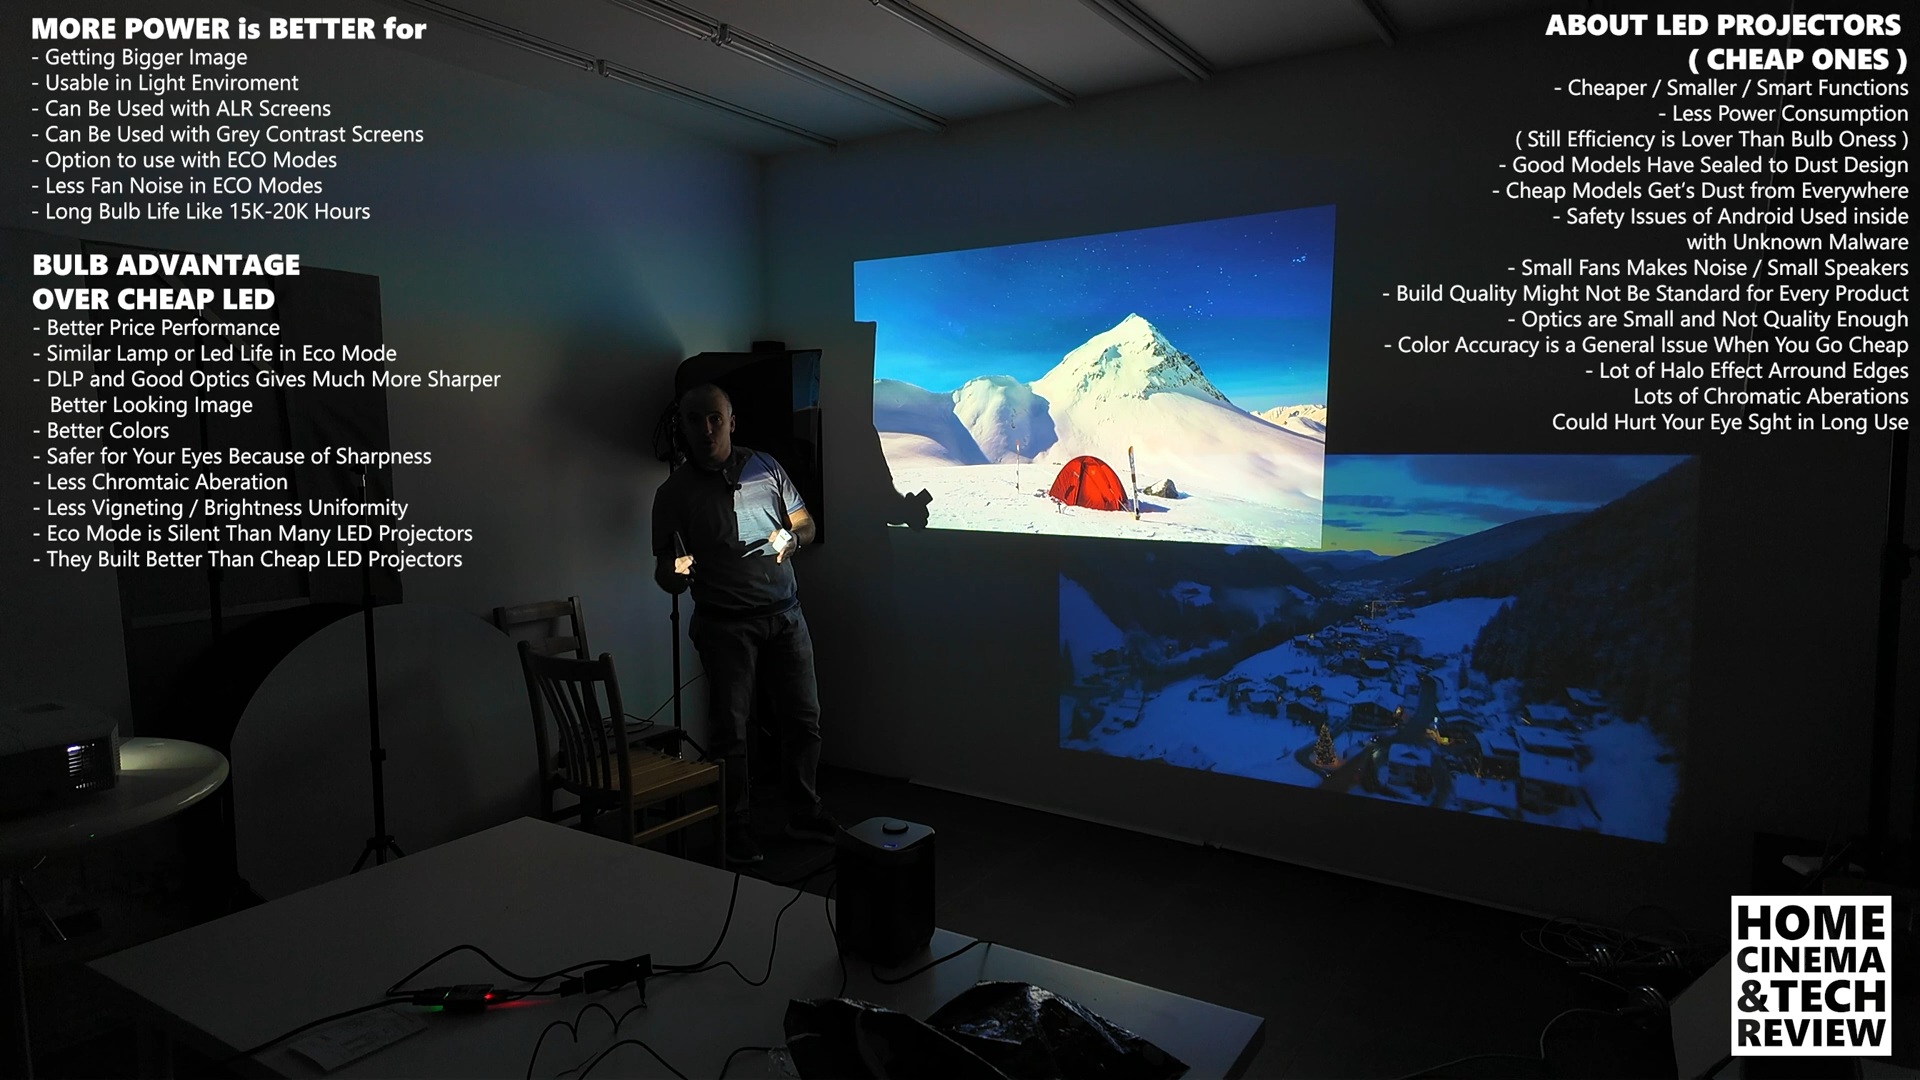 MORE POWER is BETTER for
- Getting Bigger Image
- Usable in Light Enviroment
- Can Be Used with ALR Screens
- Can Be Used with Grey Contrast Screens
- Option to use with ECO Modes
- Less Fan Noise in ECO Modes
- Long Bulb Life Like 15K-20K Hours
BULB ADVANTAGE
OVER CHEAP LED
- Better Price Performance
- Similar Lamp or Led Life in Eco Mode
- DLP and Good Optics Gives Much More Sharper
Better Looking Image
- Better Colors
- Safer for Your Eyes Because of Sharpness
- Less Chromtaic Aberation
- Less Vigneting / Brightness Uniformity
- Eco Mode is Silent Than Many LED Projectors
- They Built Better Than Cheap LED Projectors
ABOUT LED PROJECTORS
( CHEAP ONES )
- Cheaper / Smaller / Smart Functions
- Less Power Consumption
( Still Efficiency is Lover Than Bulb Oness )
- Good Models Have Sealed to Dust Design
- Cheap Models Get's Dust from Everywhere
- Safety Issues of Android Used inside
with Unknown Malware
- Small Fans Makes Noise / Small Speakers
- Build Quality Might Not Be Standard for Every Product
- Optics are Small and Not Quality Enough
- Color Accuracy is a General Issue When You Go Cheap
- Lot of Halo Effect Arround Edges
Lots of Chromatic Aberations
Could Hurt Your Eye Sght in Long Use
HOME
CINEMA
&TECH
REVIEW